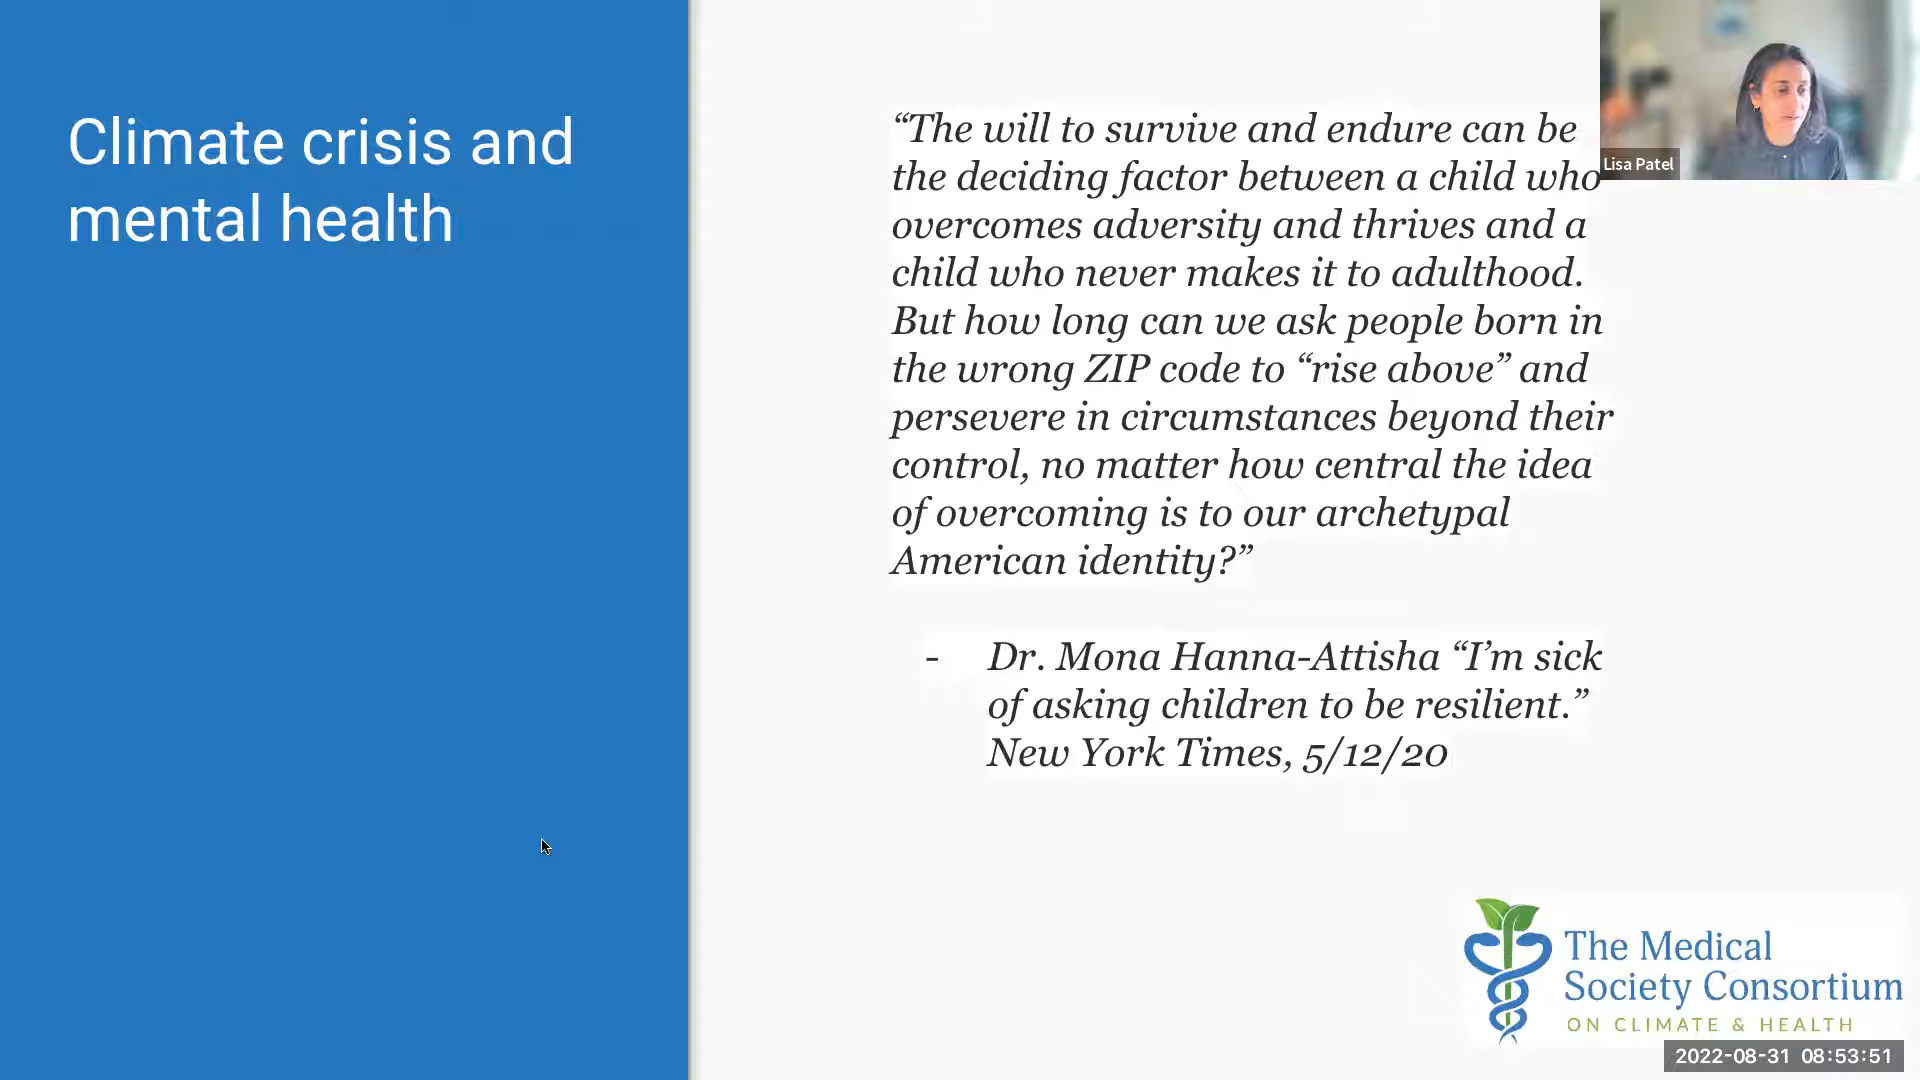 Climate crisis and
mental health
“The will to survive and endure can be
the deciding factor between a child who
overcomes adversity and thrives and a
child who never makes it to adulthood.
But how long can we ask people born in
the wrong ZIP code to “rise above” and
persevere in circumstances beyond their
control, no matter how central the idea
of overcoming is to our archetypal
American identity?”
- Dr. Mona Hanna-Attisha “I’m sick
of asking children to be resilient.”
New York Times, 5/12/20
Lisa Patel
The Medical
Society Consortium
ON CLIMATE & HEALTH
2022-08-31 08:53:51